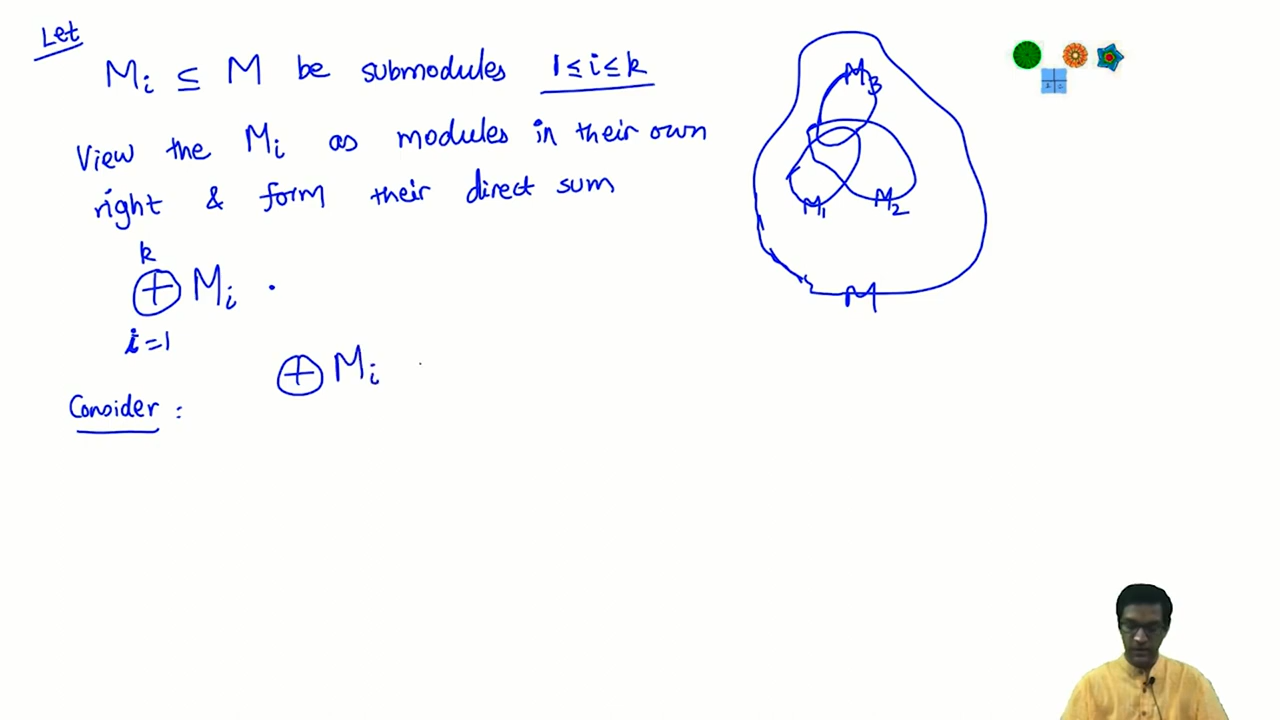 Let
Mᵢ ≤ M be submodules 1≤i≤k
View the Mᵢ as modules in their own
right & form their direct sum
k
⊕ Mᵢ .
i=1
⊕ Mᵢ
Consider :
M₃
M₁ M₂
M